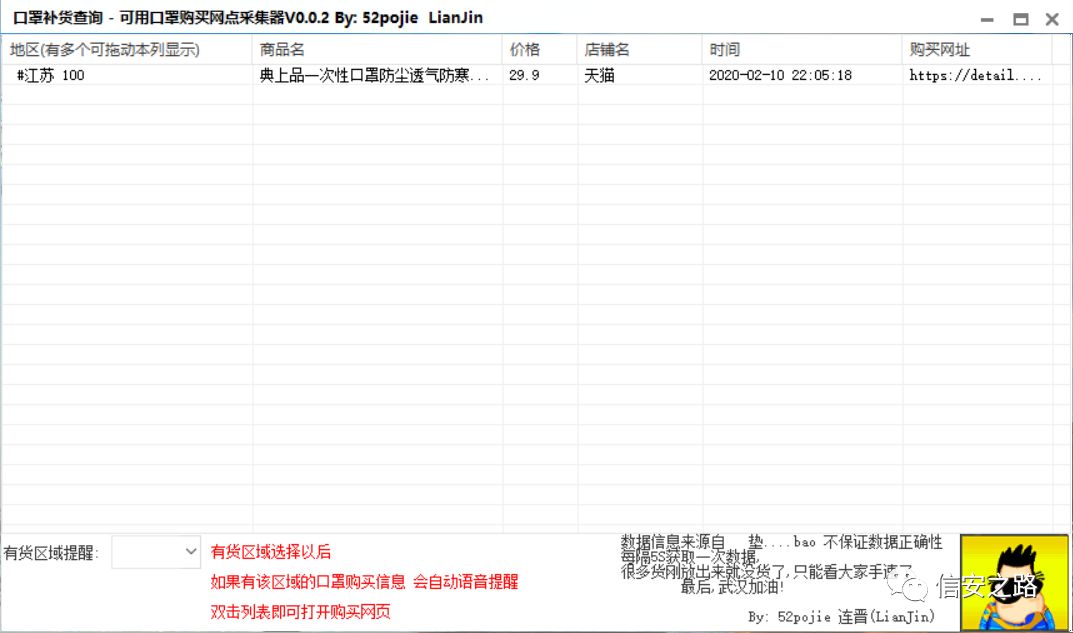 口罩补货查询 - 可用口罩购买网点采集器V0.0.2 By: 52pojie LianJin
地区(有多个可拖动本列显示) 商品名 价格 店铺名 时间 购买网址
#江苏 100 典上品一次性口罩防尘透气防寒... 29.9 天猫 2020-02-10 22:05:18 https://detail....
有货区域提醒: 有货区域选择以后
如果有该区域的口罩购买信息 会自动语音提醒
双击列表即可打开购买网页
数据信息来源自 垫....bao 不保证数据正确性
每隔5S获取一次数据,
很多货刚放出来就没货了,只能看大家手速了
最后,武汉加油!
By: 52pojie 连晋(LianJin)
信安之路